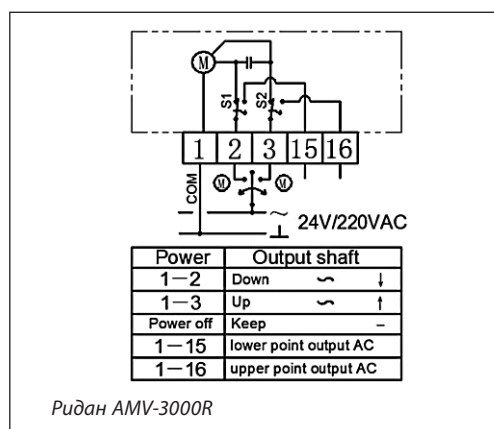 M
S1
S2
1 2 3 15 16
M M
COM
~
24V/220VAC
Power Output shaft
1—2 Down ∽ ↓
1—3 Up ∽ ↑
Power off Keep –
1—15 lower point output AC
1—16 upper point output AC
Ридан AMV-3000R